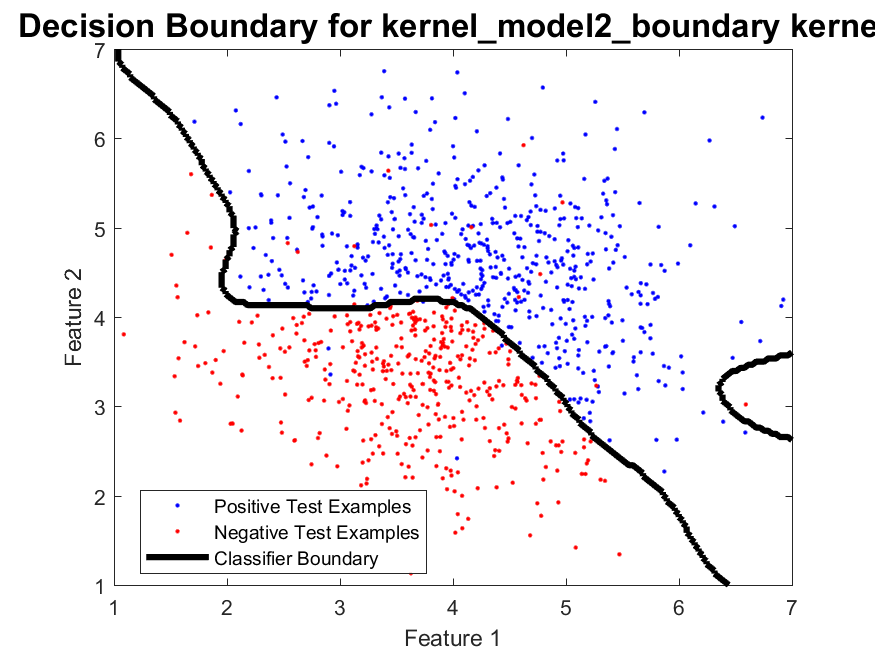 Decision Boundary for kernel_model2_boundary kerne
7
6
5
4
3
2
1
Feature 2
Positive Test Examples
Negative Test Examples
Classifier Boundary
1 2 3 4 5 6 7
Feature 1